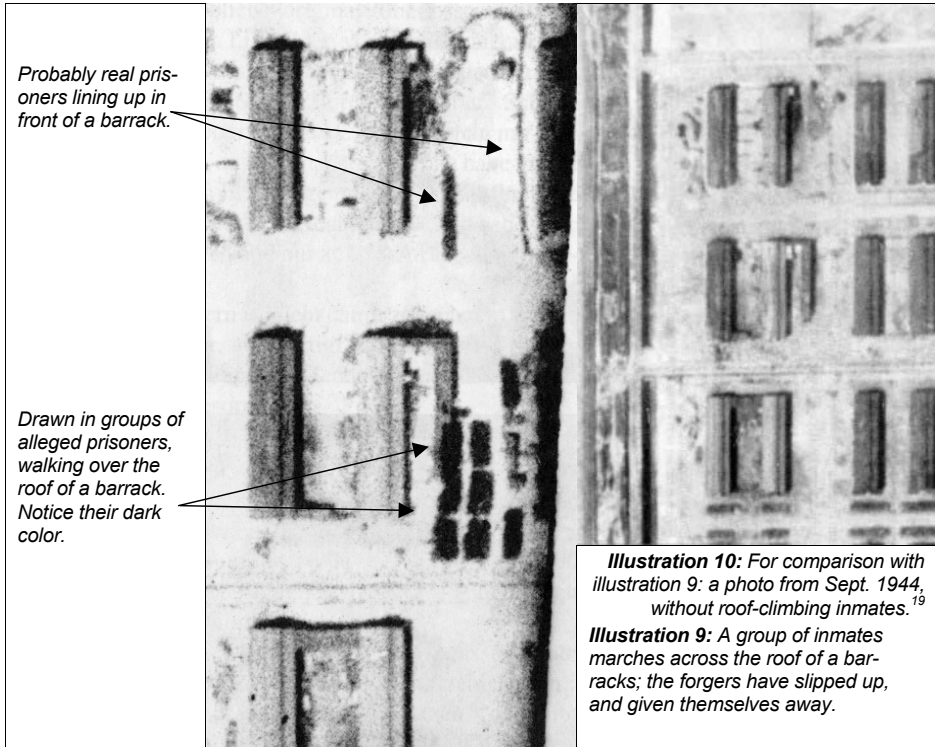 Probably real pris-
oners lining up in
front of a barrack.
Drawn in groups of
alleged prisoners,
walking over the
roof of a barrack.
Notice their dark
color.
Illustration 10: For comparison with
illustration 9: a photo from Sept. 1944,
without roof-climbing inmates.19
Illustration 9: A group of inmates
marches across the roof of a bar-
racks; the forgers have slipped up,
and given themselves away.